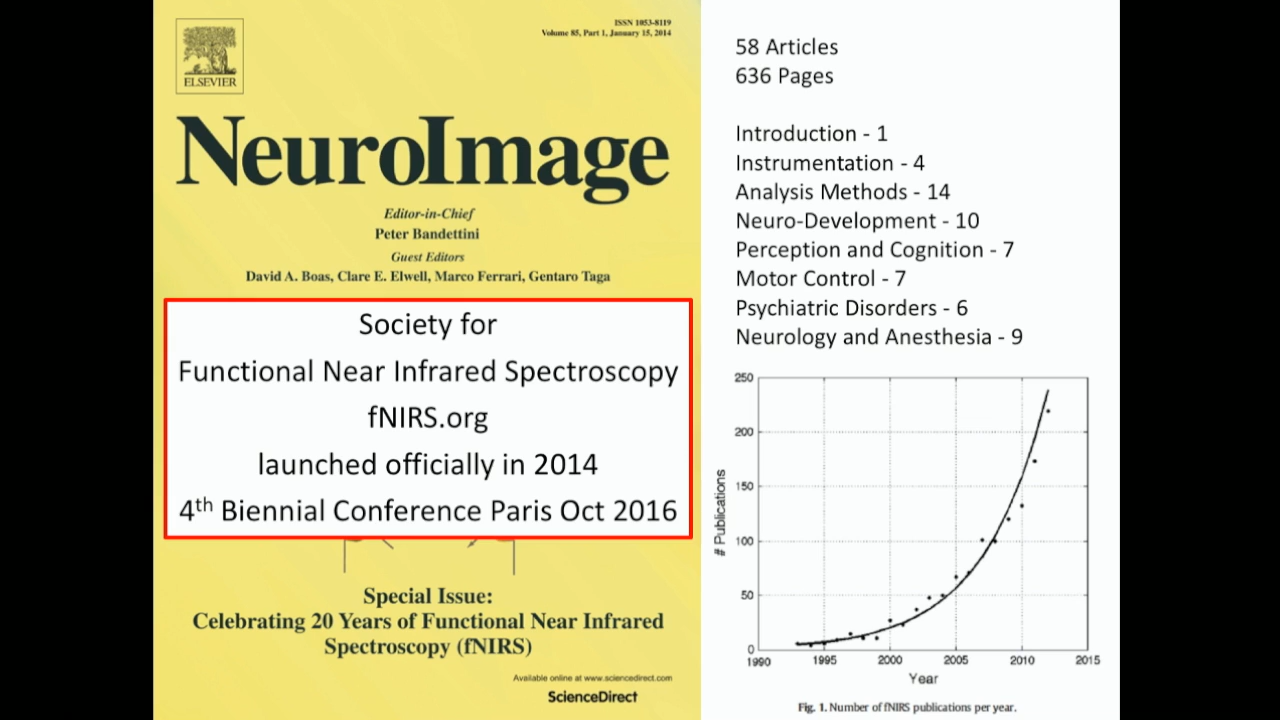 ISSN 1053-8119
Volume 85, Part 1, January 15, 2014
ELSEVIER
NeuroImage
Editor-in-Chief
Peter Bandettini
Guest Editors
David A. Boas, Clare E. Elwell, Marco Ferrari, Gentaro Taga
Society for
Functional Near Infrared Spectroscopy
fNIRS.org
launched officially in 2014
4th Biennial Conference Paris Oct 2016
Special Issue:
Celebrating 20 Years of Functional Near Infrared
Spectroscopy (fNIRS)
Available online at www.sciencedirect.com
ScienceDirect
58 Articles
636 Pages
Introduction - 1
Instrumentation - 4
Analysis Methods - 14
Neuro-Development - 10
Perception and Cognition - 7
Motor Control - 7
Psychiatric Disorders - 6
Neurology and Anesthesia - 9
250
200
150
100
50
0
# Publications
1990 1995 2000 2005 2010 2015
Year
Fig. 1. Number of fNIRS publications per year.